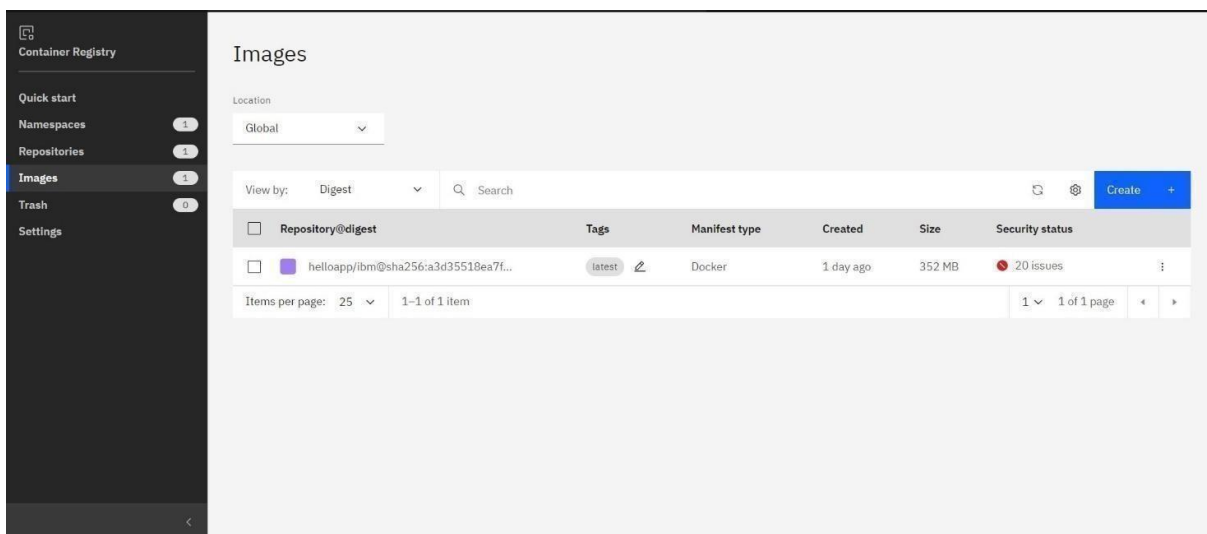 Container Registry
Quick start
Namespaces 1
Repositories 1
Images 1
Trash 0
Settings
Images
Location
Global
View by: Digest Search Create +
Repository@digest Tags Manifest type Created Size Security status
helloapp/ibm@sha256:a3d35518ea7f... latest Docker 1 day ago 352 MB 20 issues
Items per page: 25 1–1 of 1 item 1 1 of 1 page